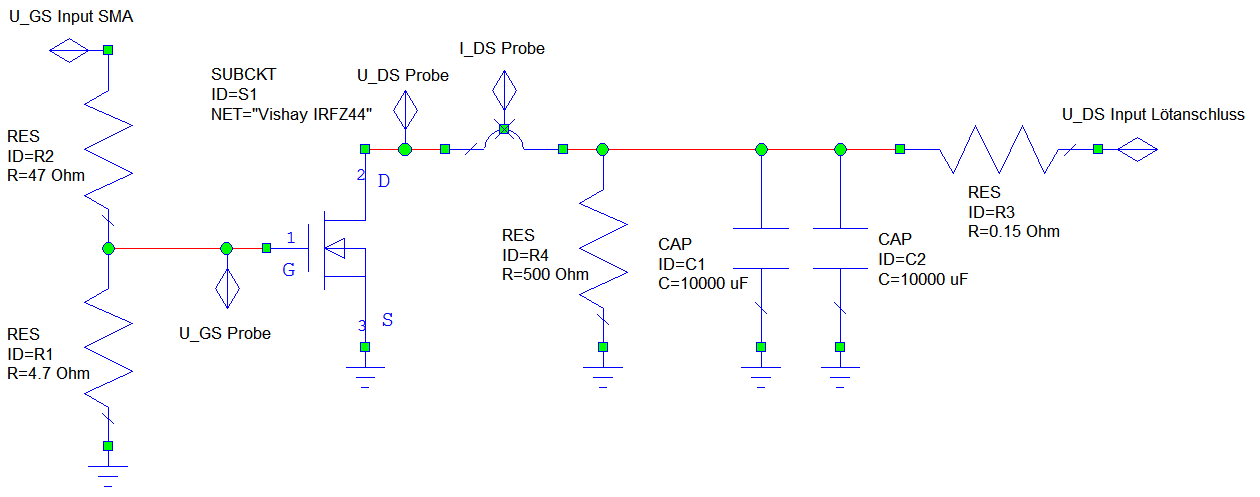 U_GS Input SMA
RES
ID=R2
R=47 Ohm
RES
ID=R1
R=4.7 Ohm
SUBCKT
ID=S1
NET="Vishay IRFZ44"
U_GS Probe
1
G
2
D
3
S
U_DS Probe
I_DS Probe
RES
ID=R4
R=500 Ohm
CAP
ID=C1
C=10000 uF
CAP
ID=C2
C=10000 uF
RES
ID=R3
R=0.15 Ohm
U_DS Input Lötanschluss